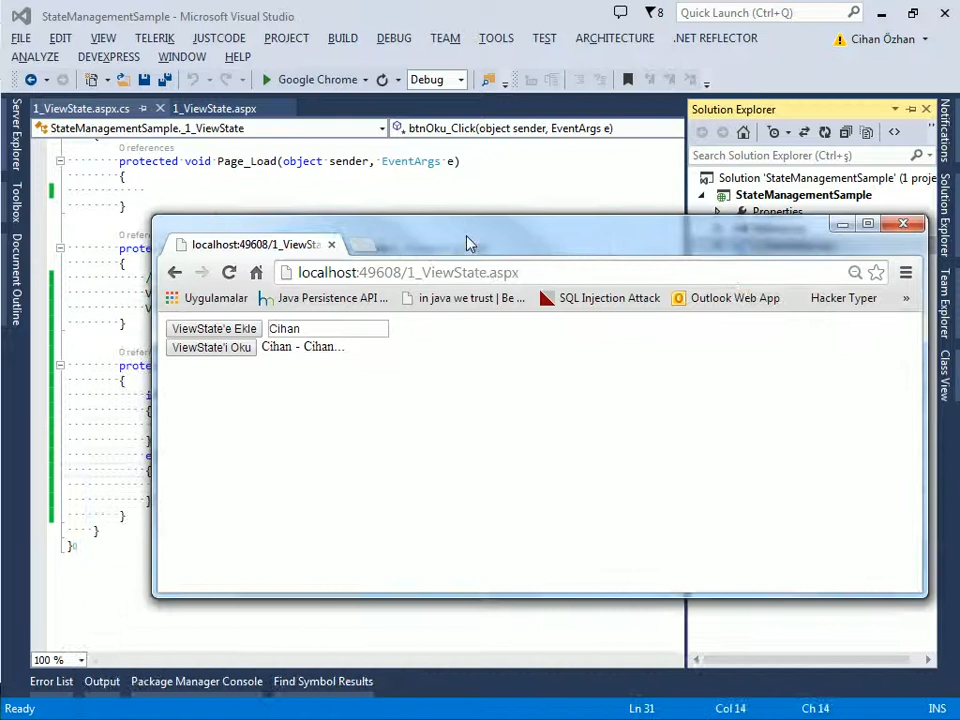 StateManagementSample - Microsoft Visual Studio
8
Quick Launch (Ctrl+Q)
FILE EDIT VIEW TELERIK JUSTCODE PROJECT BUILD DEBUG TEAM TOOLS TEST ARCHITECTURE .NET REFLECTOR
Cihan Özhan
ANALYZE DEVEXPRESS WINDOW HELP
Google Chrome
Debug
1_ViewState.aspx.cs
1_ViewState.aspx
Solution Explorer
StateManagementSample._1_ViewState
btnOku_Click(object sender, EventArgs e)
0 references
Search Solution Explorer (Ctrl+ş)
protected void Page_Load(object sender, EventArgs e)
{
}
Solution 'StateManagementSample' (1 proje
StateManagementSample
Properties
{
}
{
{
}
{
}
}
}
}
localhost:49608/1_ViewSta
localhost:49608/1_ViewState.aspx
Uygulamalar
Java Persistence API ...
in java we trust | Be ...
SQL Injection Attack
Outlook Web App
Hacker Typer
»
ViewState'e Ekle
Cihan
ViewState'i Oku
Cihan - Cihan...
Server Explorer
Toolbox
Document Outline
Notifications
Solution Explorer
Team Explorer
Class View
100 %
Error List Output Package Manager Console Find Symbol Results
Ready
Ln 31
Col 14
Ch 14
INS